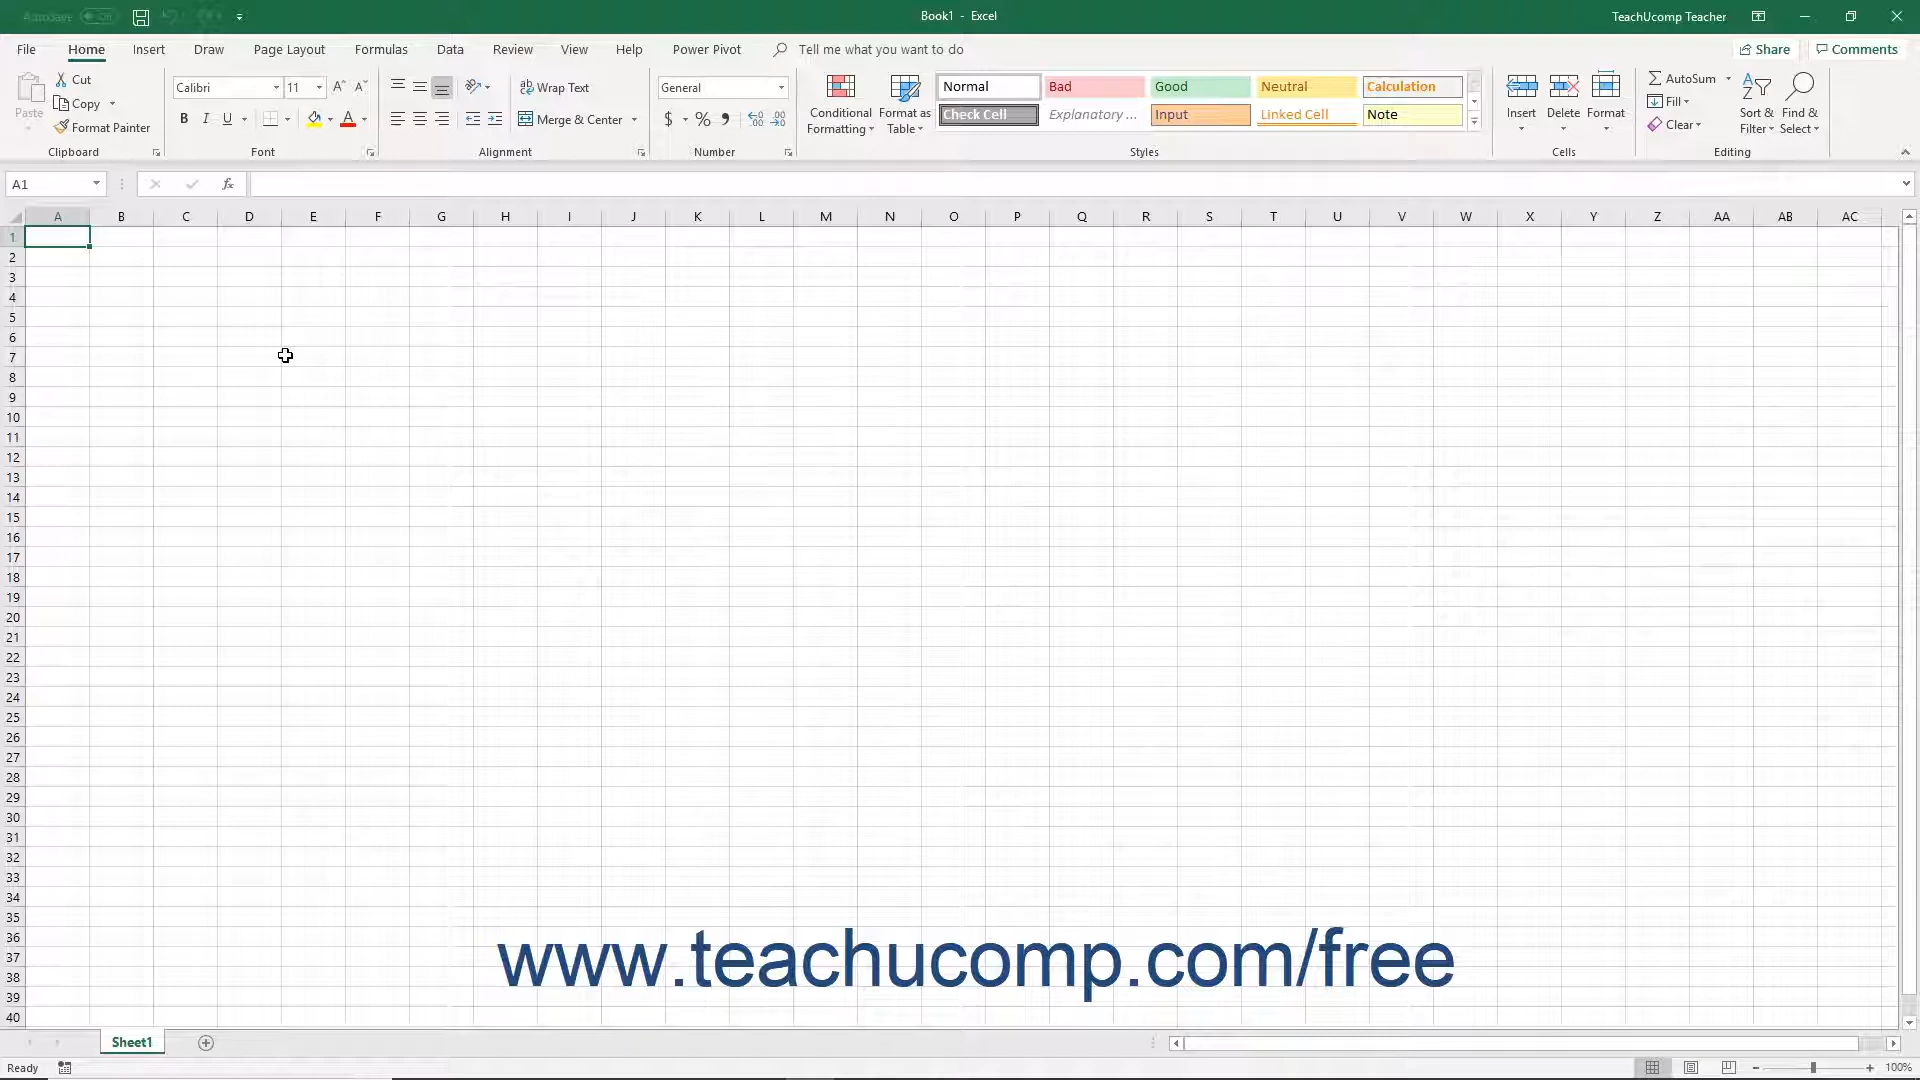 AutoSave Off Book1 - Excel TeachUcomp Teacher
File Home Insert Draw Page Layout Formulas Data Review View Help Power Pivot Tell me what you want to do Share Comments
Paste Cut Copy Format Painter
Clipboard
Calibri 11
B I U A
Font
Wrap Text
Merge & Center
Alignment
General
$ % ,
Number
Conditional Formatting
Format as Table
Normal Bad Good Neutral Calculation
Check Cell Explanatory ... Input Linked Cell Note
Styles
Insert Delete Format
Cells
AutoSum
Fill
Clear
Sort & Filter
Find & Select
Editing
A1 fx
A B C D E F G H I J K L M N O P Q R S T U V W X Y Z AA AB AC
1
2
3
4
5
6
7
8
9
10
11
12
13
14
15
16
17
18
19
20
21
22
23
24
25
26
27
28
29
30
31
32
33
34
35
36
37
38
39
40
www.teachucomp.com/free
Sheet1
Ready 100%